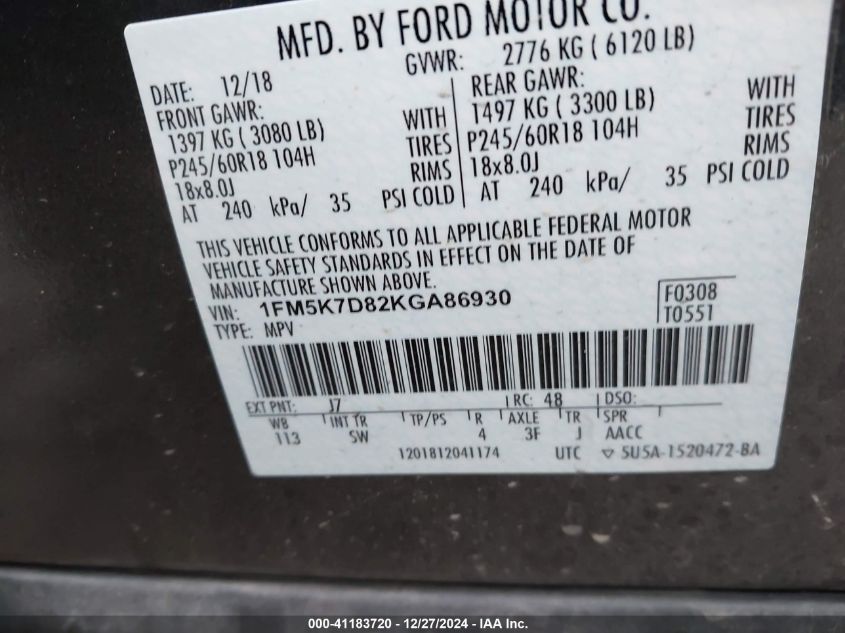 MFD. BY FORD MOTOR CO.
DATE: 12/18 GVWR: 2776 KG ( 6120 LB)
FRONT GAWR: REAR GAWR:
1397 KG ( 3080 LB) WITH 1497 KG ( 3300 LB) WITH
P245/60R18 104H TIRES P245/60R18 104H TIRES
18x8.0J RIMS 18x8.0J RIMS
AT 240 kPa/ 35 PSI COLD AT 240 kPa/ 35 PSI COLD
THIS VEHICLE CONFORMS TO ALL APPLICABLE FEDERAL MOTOR
VEHICLE SAFETY STANDARDS IN EFFECT ON THE DATE OF
MANUFACTURE SHOWN ABOVE.
VIN: 1FM5K7D82KGA86930 F0308
TYPE: MPV T0551
EXT PNT: J7 RC: 48 DSO:
WB INT TR TP/PS R AXLE TR SPR
113 SW 4 3F J AACC
1201812041174 UTC ▽ SU5A-1520472-BA
000-41183720 - 12/27/2024 - IAA Inc.